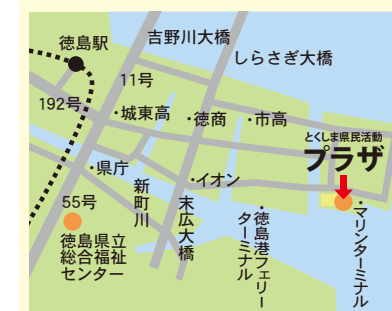 吉野川大橋
徳島駅
しらさぎ大橋
11号
192号
・城東高
・徳商
・市高
とくしま県民活動
プラザ
・県庁
・イオン
新町川
末広大橋
・徳島港フェリー
ターミナル
・マリンターミナル
55号
徳島県立
総合福祉
センター